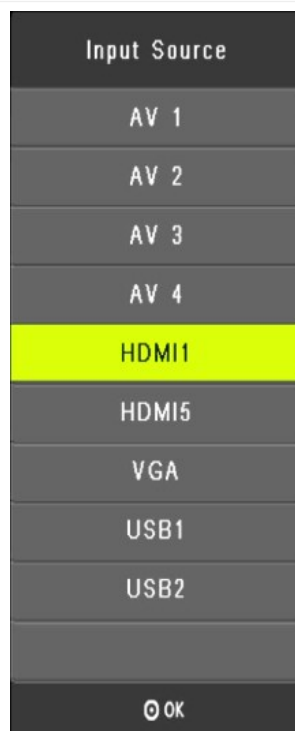 Input Source
AV 1
AV 2
AV 3
AV 4
HDMI1
HDMI5
VGA
USB1
USB2
OK